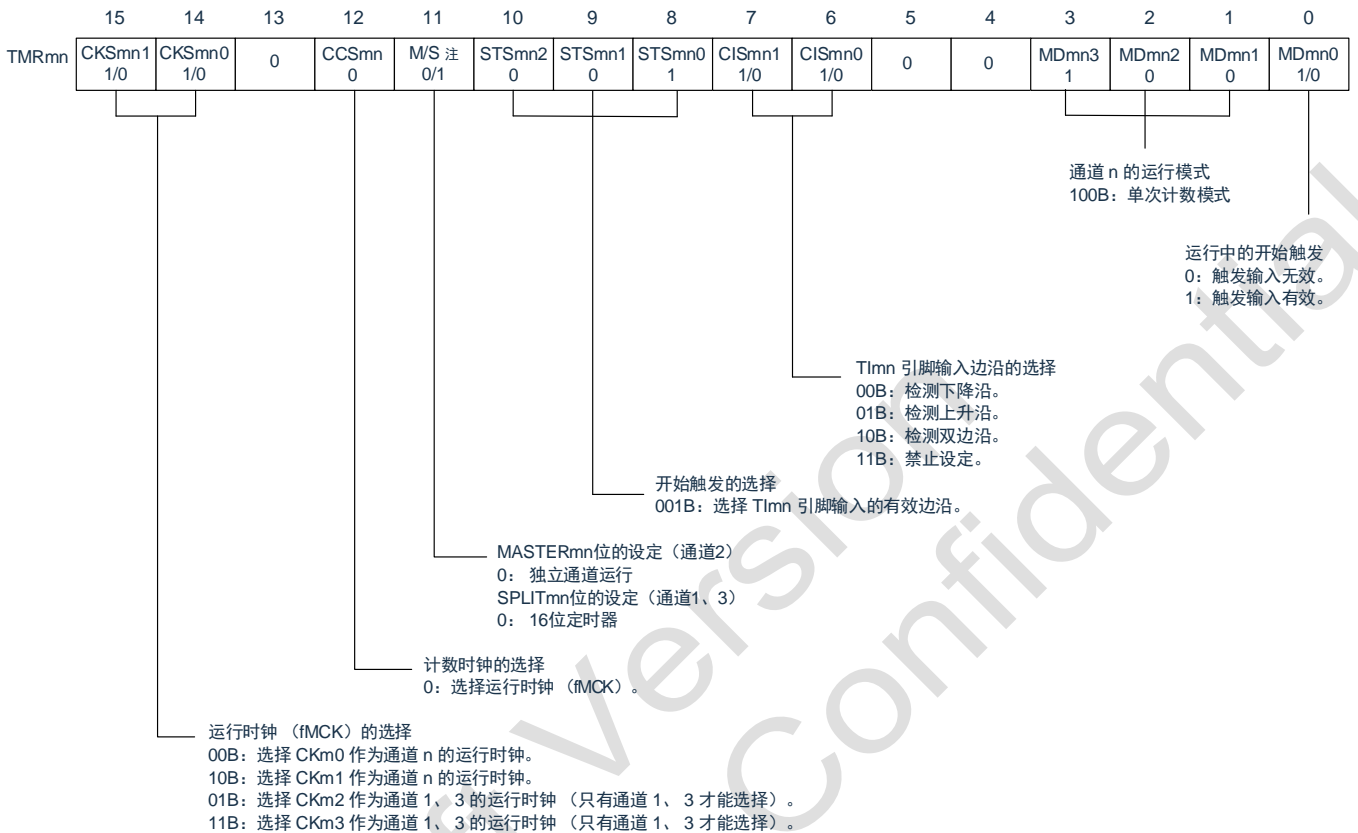 15 14 13 12 11 10 9 8 7 6 5 4 3 2 1 0
TMRmn CKSmn1 CKSmn0 0 CCSmn M/S 注 STSmn2 STSmn1 STSmn0 CISmn1 CISmn0 0 0 MDmn3 MDmn2 MDmn1 MDmn0
1/0 1/0 0 0/1 0 0 1 1/0 1/0 1 0 0 1/0
通道 n 的运行模式
100B：单次计数模式
运行中的开始触发
0：触发输入无效。
1：触发输入有效。
TImn 引脚输入边沿的选择
00B：检测下降沿。
01B：检测上升沿。
10B：检测双边沿。
11B：禁止设定。
开始触发的选择
001B：选择 TImn 引脚输入的有效边沿。
MASTERmn位的设定（通道2）
0： 独立通道运行
SPLITmn位的设定（通道1、3）
0： 16位定时器
计数时钟的选择
0：选择运行时钟 （fMCK）。
运行时钟 （fMCK）的选择
00B：选择 CKm0 作为通道 n 的运行时钟。
10B：选择 CKm1 作为通道 n 的运行时钟。
01B：选择 CKm2 作为通道 1、 3 的运行时钟 （只有通道 1、 3 才能选择）。
11B：选择 CKm3 作为通道 1、 3 的运行时钟 （只有通道 1、 3 才能选择）。
Version
Confidential